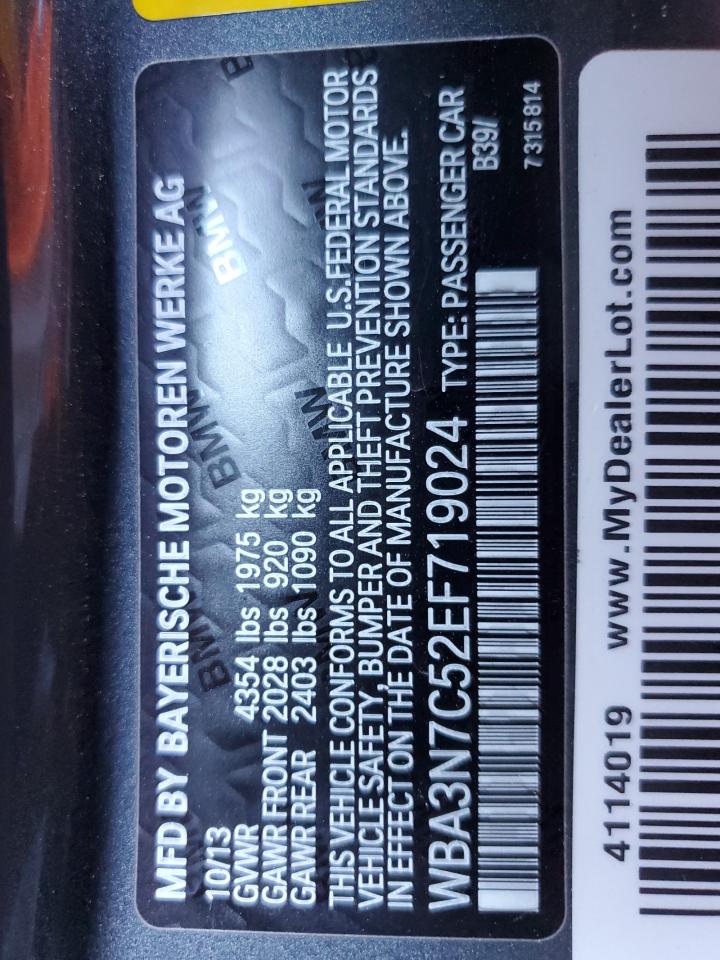 MFD BY BAYERISCHE MOTOREN WERKE AG
10/13
GVWR 4354 lbs 1975 kg
GAWR FRONT 2028 lbs 920 kg
GAWR REAR 2403 lbs 1090 kg
THIS VEHICLE CONFORMS TO ALL APPLICABLE U.S.FEDERAL MOTOR
VEHICLE SAFETY, BUMPER AND THEFT PREVENTION STANDARDS
IN EFFECT ON THE DATE OF MANUFACTURE SHOWN ABOVE.
WBA3N7C52EF719024 TYPE: PASSENGER CAR
B39/
7315814
BMW
BMW
BMW
4114019 www.MyDealerLot.com